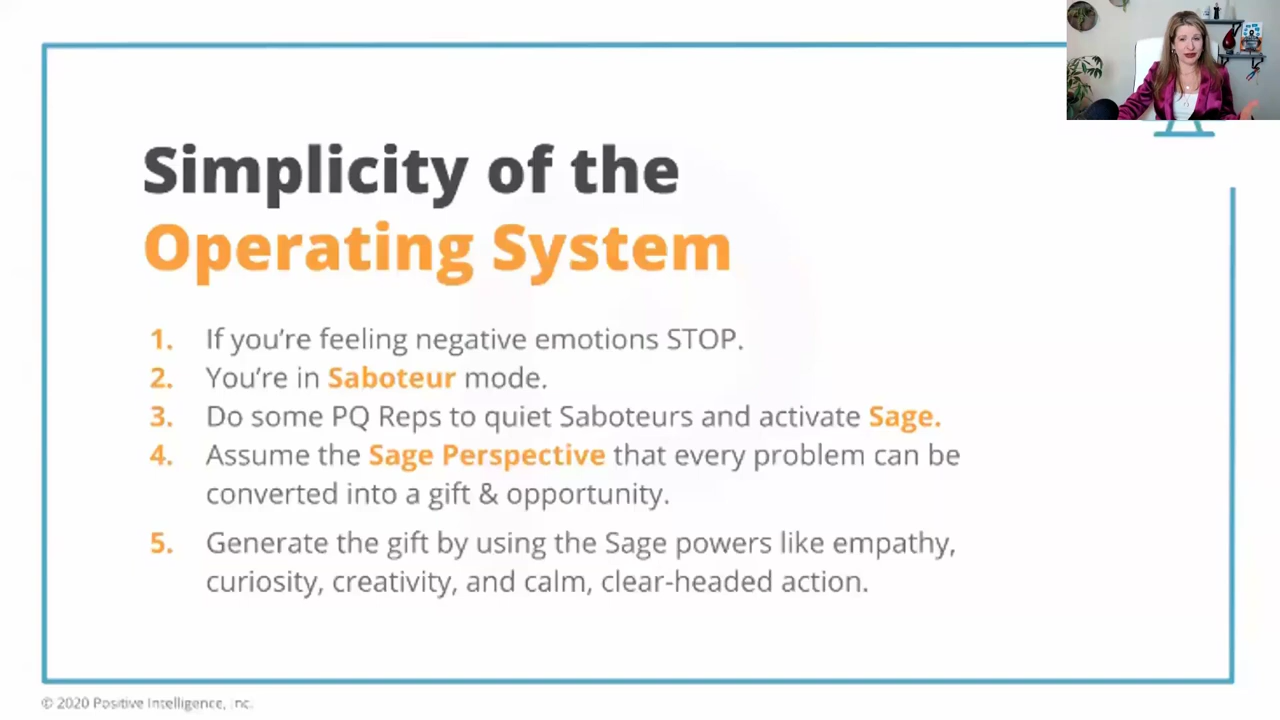 Simplicity of the
Operating System
1. If you're feeling negative emotions STOP.
2. You're in Saboteur mode.
3. Do some PQ Reps to quiet Saboteurs and activate Sage.
4. Assume the Sage Perspective that every problem can be
converted into a gift & opportunity.
5. Generate the gift by using the Sage powers like empathy,
curiosity, creativity, and calm, clear-headed action.
© 2020 Positive Intelligence, Inc.